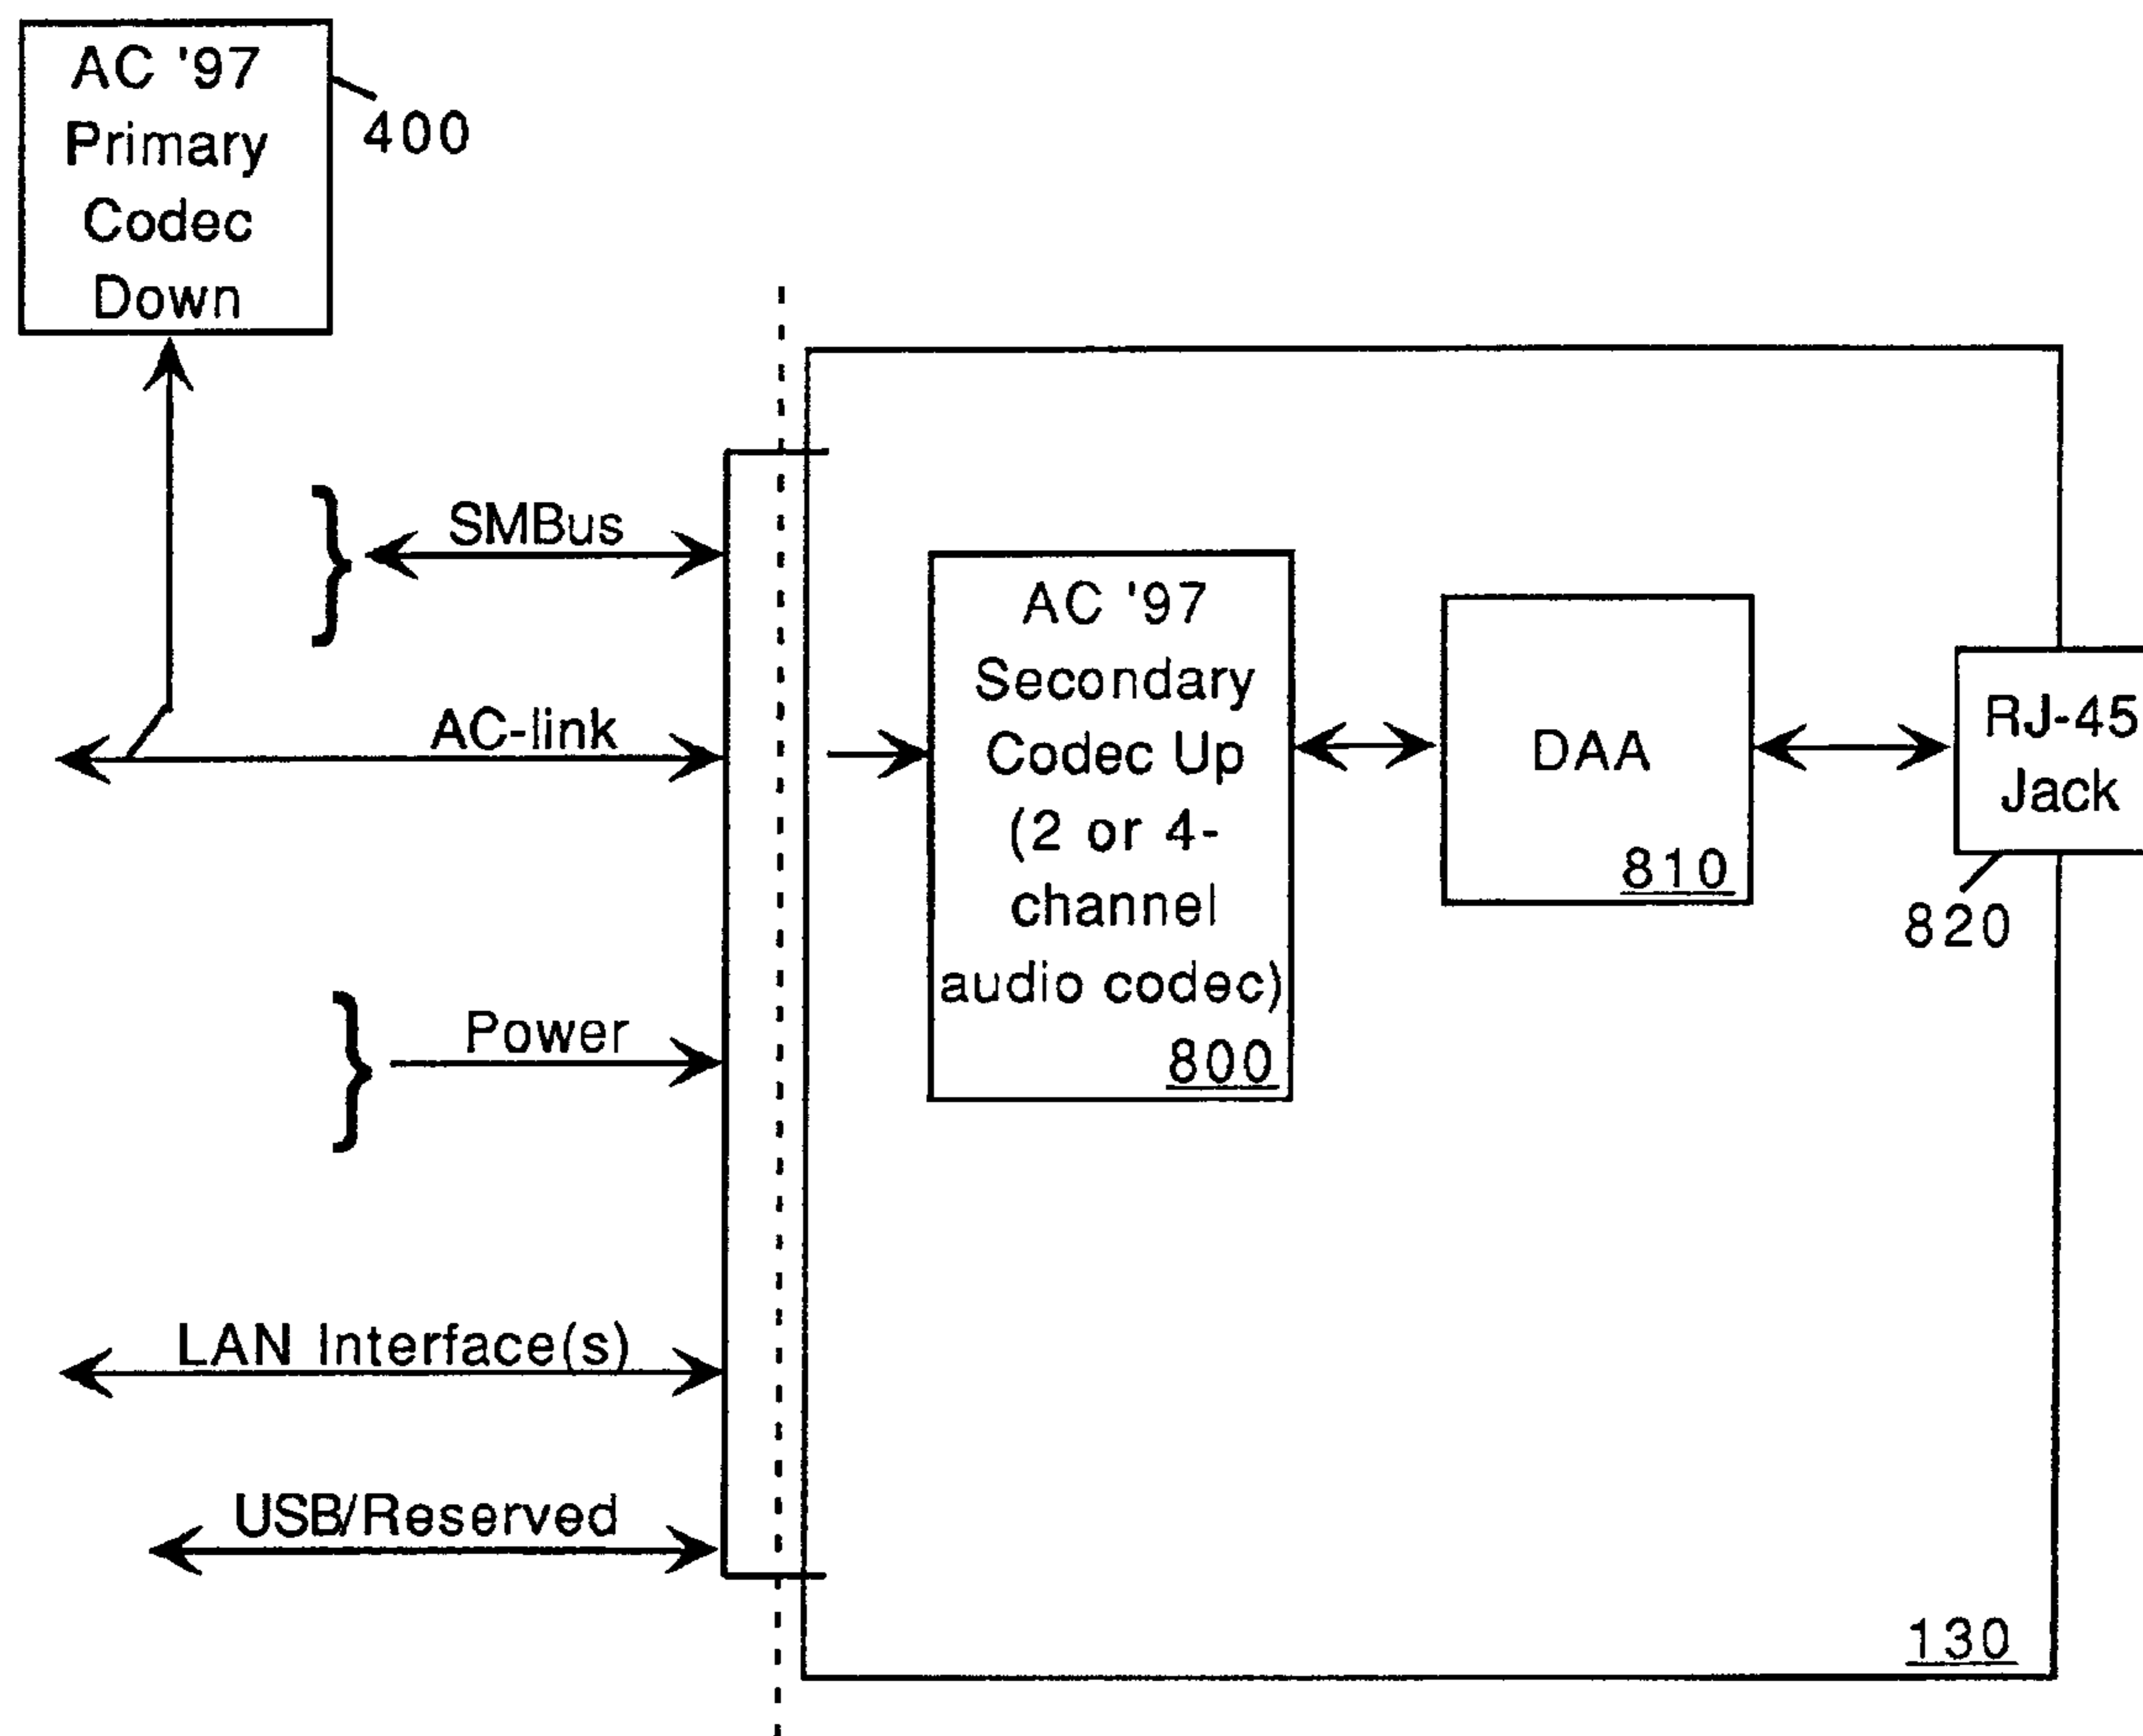 AC '97
Primary
Codec
Down
400
SMBus
AC-link
Power
LAN Interface(s)
USB/Reserved
AC '97
Secondary
Codec Up
(2 or 4-
channel
audio codec)
800
DAA
810
RJ-45
Jack
820
130